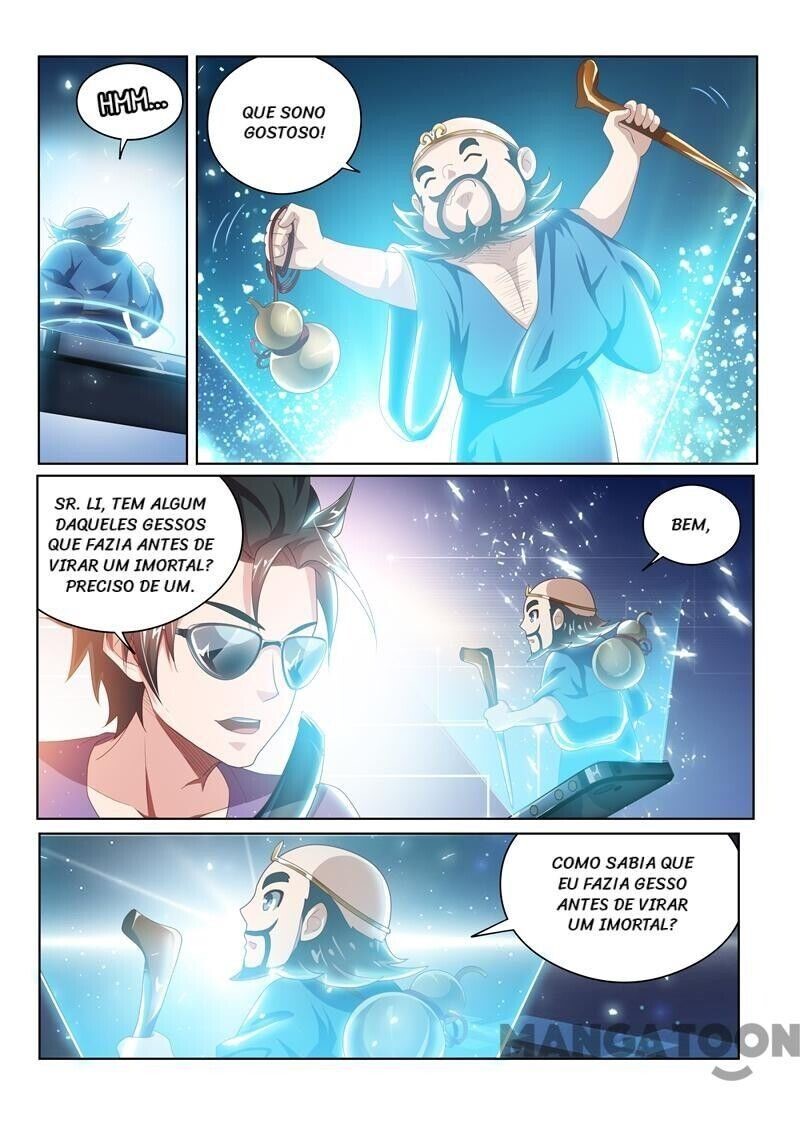 HMM...
QUE SONO
GOSTOSO!
SR. LI, TEM ALGUM
DAQUELES GESSOS
QUE FAZIA ANTES DE
VIRAR UM IMORTAL?
PRECISO DE UM.
BEM,
COMO SABIA QUE
EU FAZIA GESSO
ANTES DE VIRAR
UM IMORTAL?
MANGATOON